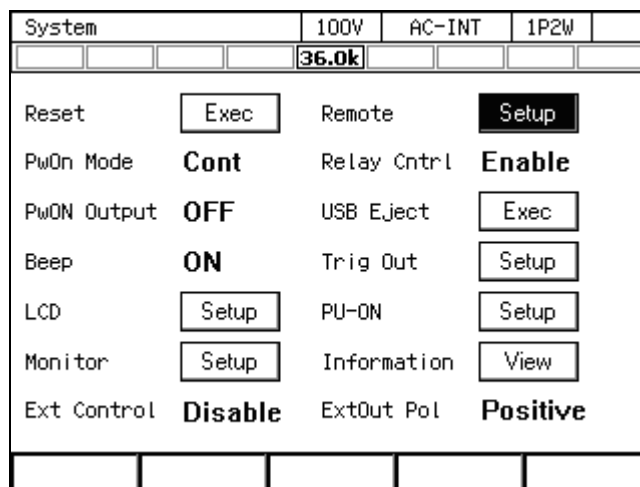 System 100V AC-INT 1P2W
36.0k
Reset Exec Remote Setup
PwOn Mode Cont Relay Cntrl Enable
PwON Output OFF USB Eject Exec
Beep ON Trig Out Setup
LCD Setup PU-ON Setup
Monitor Setup Information View
Ext Control Disable ExtOut Pol Positive